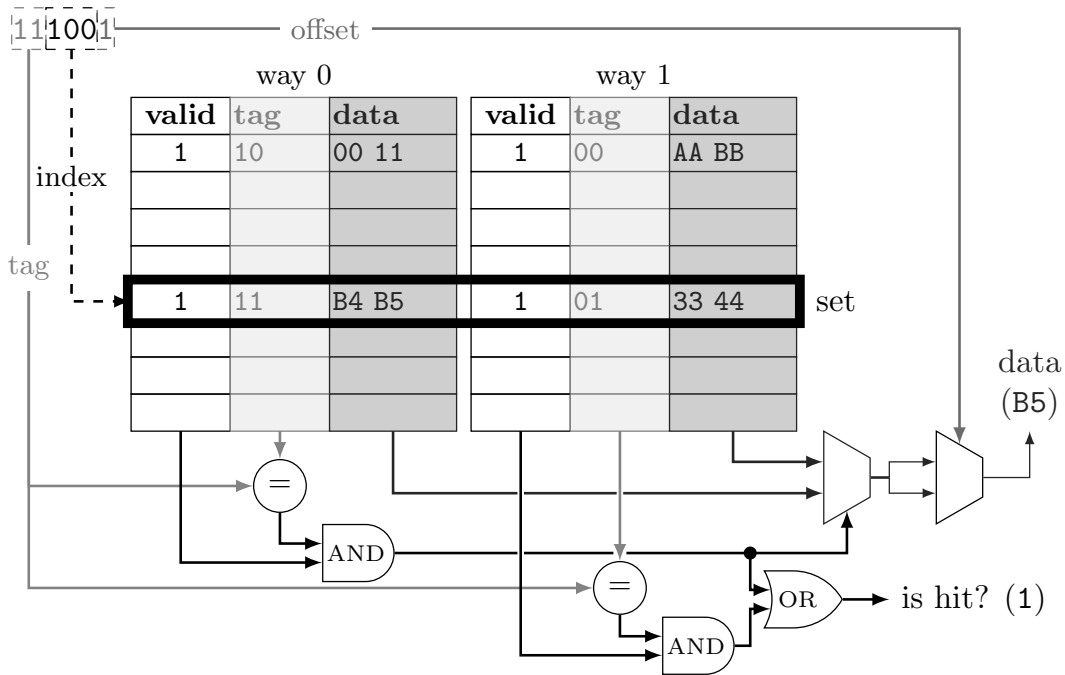 111001 offset
way 0 way 1
valid tag data valid tag data
1 10 00 11 1 00 AA BB
index
tag
1 11 B4 B5 1 01 33 44 set
data
(B5)
=
AND
=
OR is hit? (1)
AND